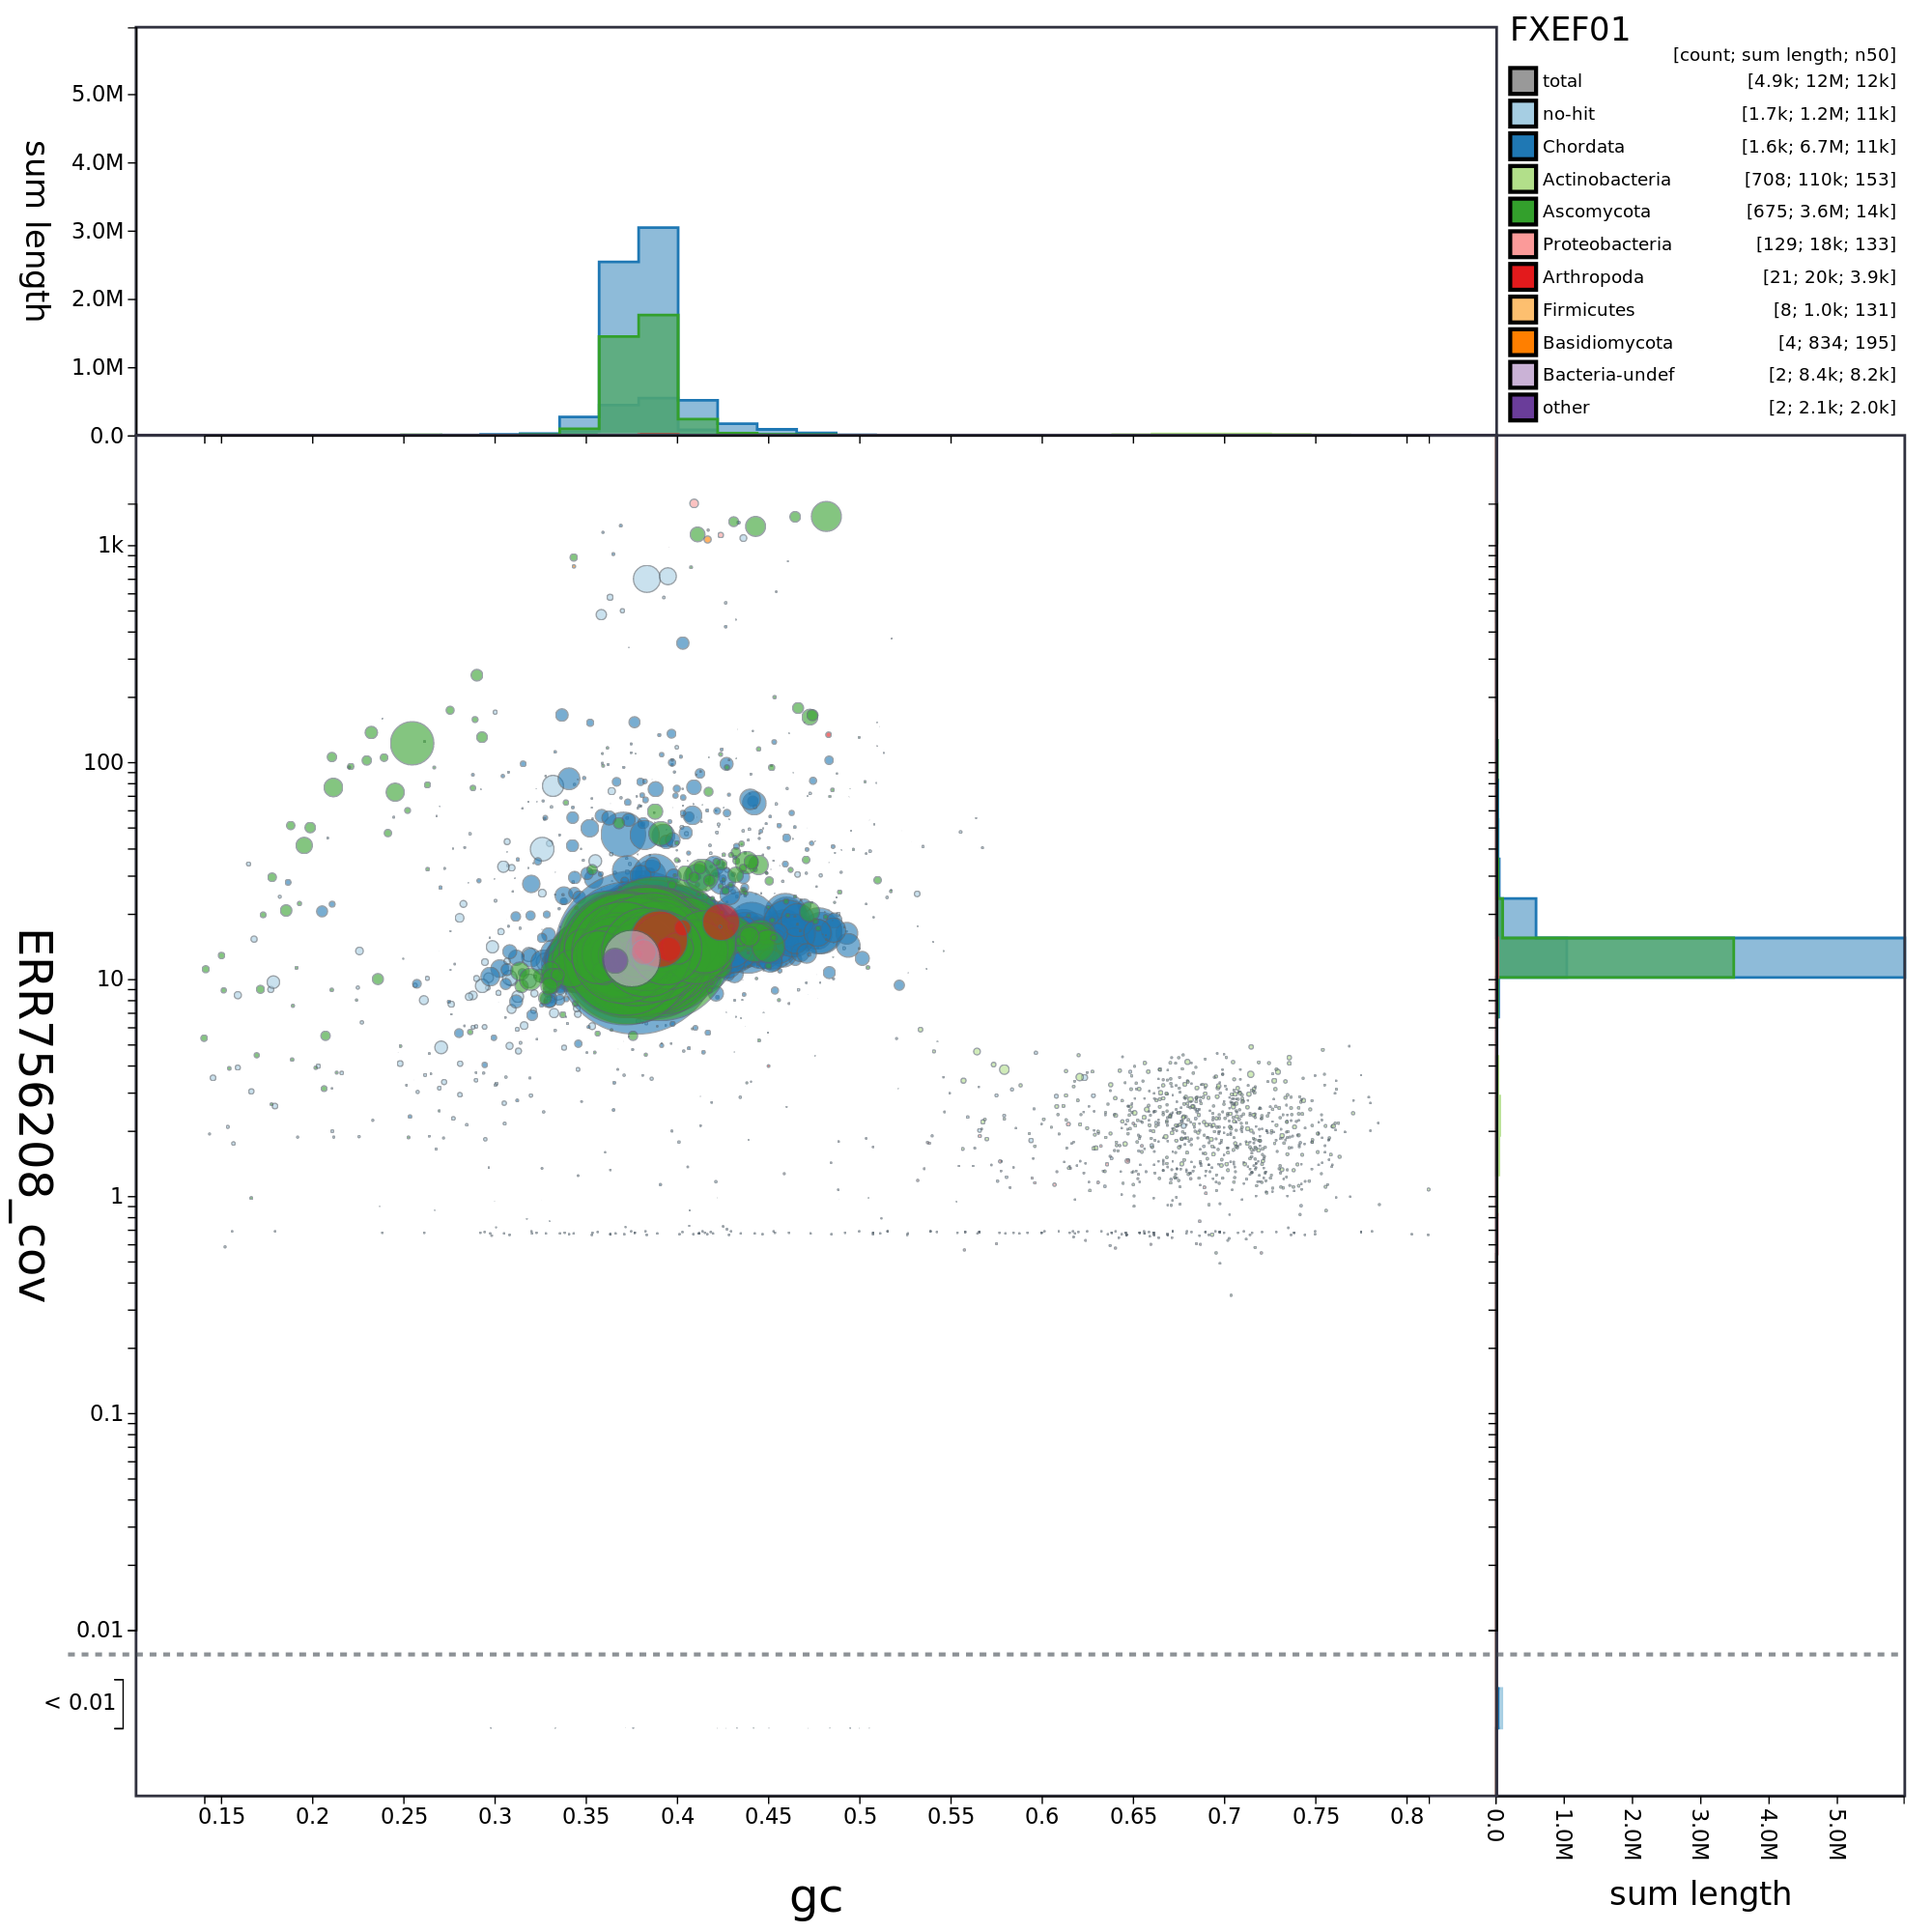 FXEF01
[count; sum length; n50]
total [4.9k; 12M; 12k]
no-hit [1.7k; 1.2M; 11k]
Chordata [1.6k; 6.7M; 11k]
Actinobacteria [708; 110k; 153]
Ascomycota [675; 3.6M; 14k]
Proteobacteria [129; 18k; 133]
Arthropoda [21; 20k; 3.9k]
Firmicutes [8; 1.0k; 131]
Basidiomycota [4; 834; 195]
Bacteria-undef [2; 8.4k; 8.2k]
other [2; 2.1k; 2.0k]
sum length
5.0M
4.0M
3.0M
2.0M
1.0M
0.0
ERR756208_cov
1k
100
10
1
0.1
0.01
< 0.01
0.15 0.2 0.25 0.3 0.35 0.4 0.45 0.5 0.55 0.6 0.65 0.7 0.75 0.8
gc
0.0 1.0M 2.0M 3.0M 4.0M 5.0M
sum length